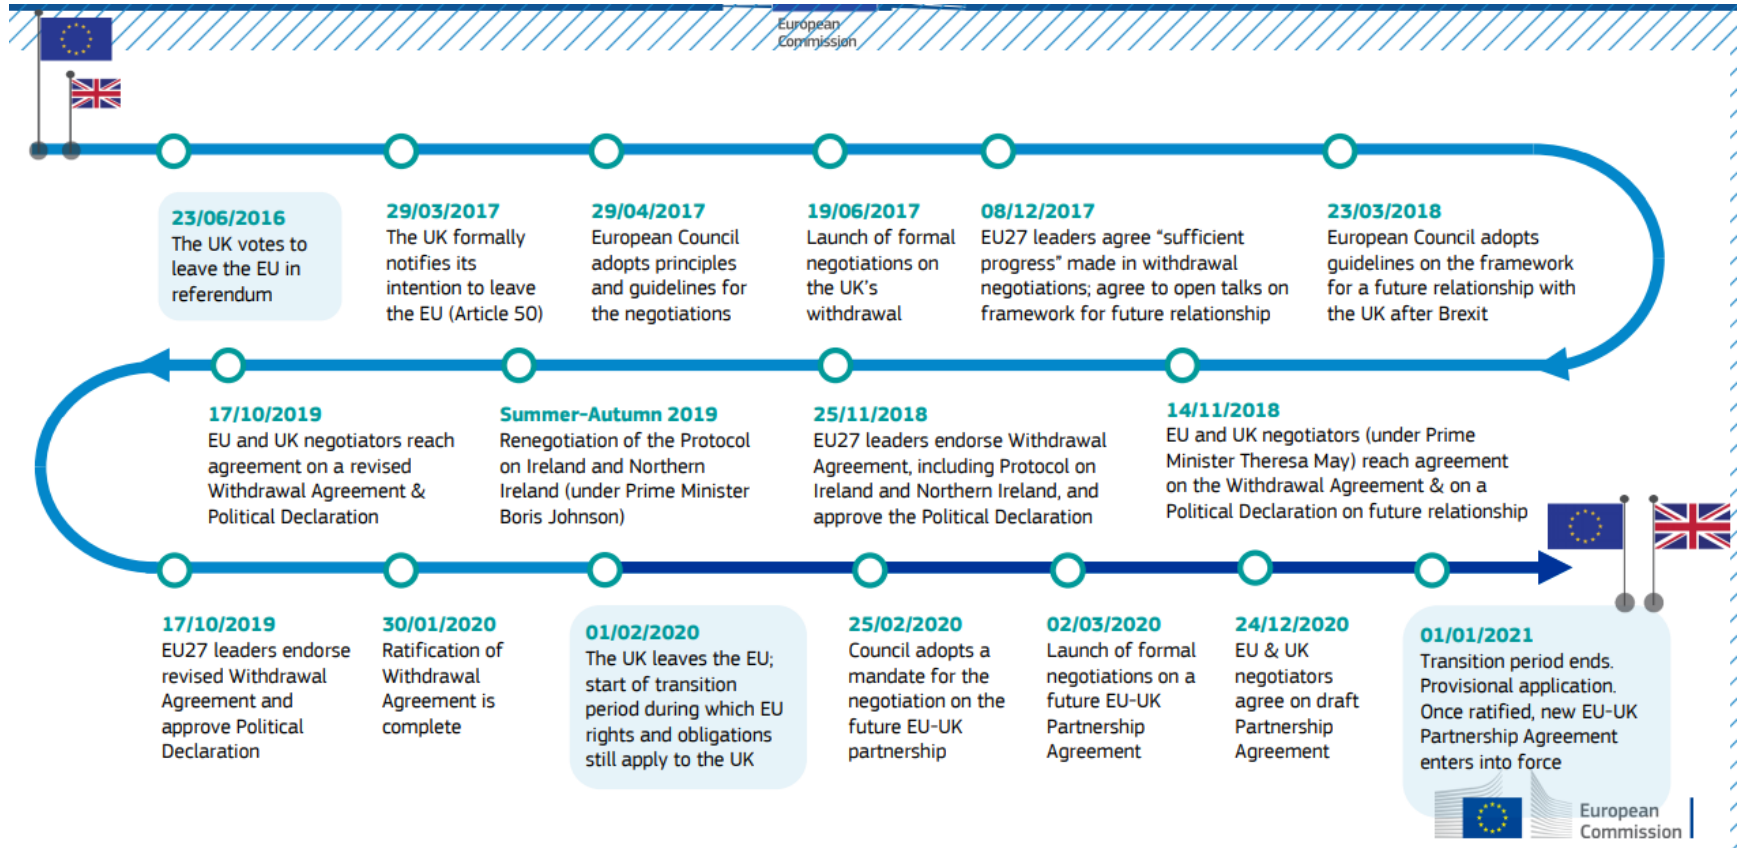 European
Commission
23/06/2016
The UK votes to
leave the EU in
referendum
29/03/2017
The UK formally
notifies its
intention to leave
the EU (Article 50)
29/04/2017
European Council
adopts principles
and guidelines for
the negotiations
19/06/2017
Launch of formal
negotiations on
the UK's
withdrawal
08/12/2017
EU27 leaders agree “sufficient
progress” made in withdrawal
negotiations; agree to open talks on
framework for future relationship
23/03/2018
European Council adopts
guidelines on the framework
for a future relationship with
the UK after Brexit
14/11/2018
EU and UK negotiators (under Prime
Minister Theresa May) reach agreement
on the Withdrawal Agreement & on a
Political Declaration on future relationship
25/11/2018
EU27 leaders endorse Withdrawal
Agreement, including Protocol on
Ireland and Northern Ireland, and
approve the Political Declaration
Summer–Autumn 2019
Renegotiation of the Protocol
on Ireland and Northern
Ireland (under Prime Minister
Boris Johnson)
17/10/2019
EU and UK negotiators reach
agreement on a revised
Withdrawal Agreement &
Political Declaration
17/10/2019
EU27 leaders endorse
revised Withdrawal
Agreement and
approve Political
Declaration
30/01/2020
Ratification of
Withdrawal
Agreement is
complete
01/02/2020
The UK leaves the EU;
start of transition
period during which EU
rights and obligations
still apply to the UK
25/02/2020
Council adopts a
mandate for the
negotiation on the
future EU-UK
partnership
02/03/2020
Launch of formal
negotiations on a
future EU-UK
Partnership
Agreement
24/12/2020
EU & UK
negotiators
agree on draft
Partnership
Agreement
01/01/2021
Transition period ends.
Provisional application.
Once ratified, new EU-UK
Partnership Agreement
enters into force
European
Commission